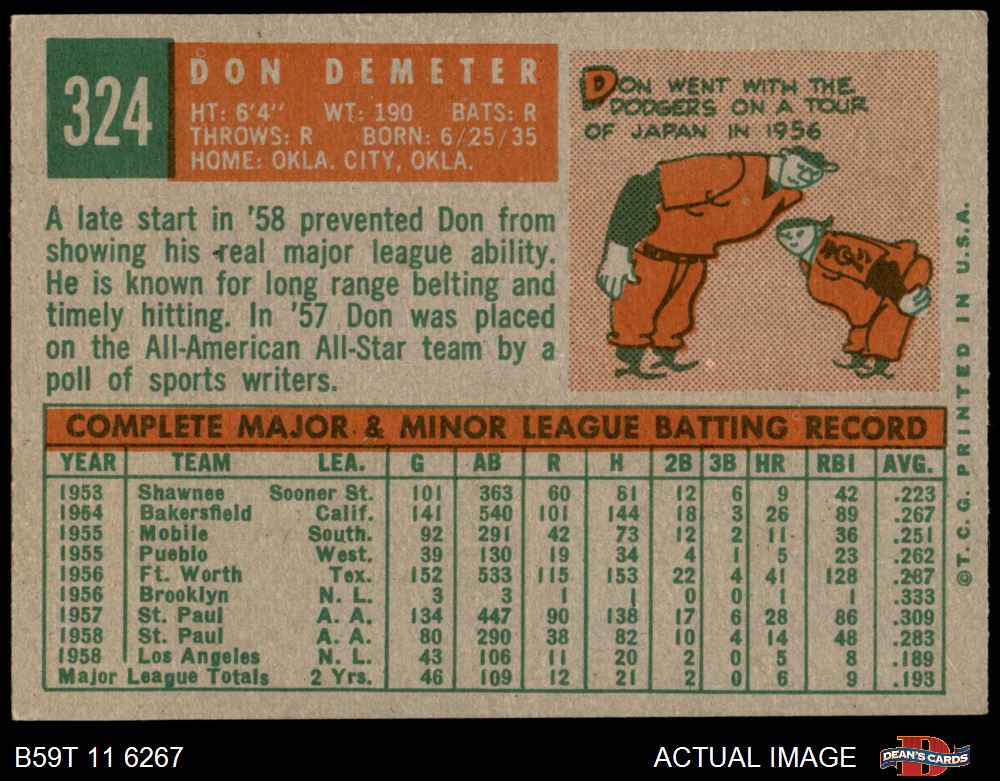 324
DON DEMETER
HT: 6'4" WT: 190 BATS: R
THROWS: R BORN: 6/25/35
HOME: OKLA. CITY, OKLA.
DON WENT WITH THE
DODGERS ON A TOUR
OF JAPAN IN 1956
A late start in '58 prevented Don from
showing his real major league ability.
He is known for long range belting and
timely hitting. In '57 Don was placed
on the All-American All-Star team by a
poll of sports writers.
COMPLETE MAJOR & MINOR LEAGUE BATTING RECORD
YEAR TEAM LEA. G AB R H 2B 3B HR RBI AVG.
1953 Shawnee Sooner St. 101 363 60 81 12 6 9 42 .223
1954 Bakersfield Calif. 141 540 101 144 18 3 26 89 .267
1955 Mobile South. 92 291 42 73 12 2 11 36 .251
1955 Pueblo West. 39 130 19 34 4 1 5 23 .262
1956 Ft. Worth Tex. 152 533 115 153 22 4 41 128 .287
1956 Brooklyn N. L. 3 3 1 1 0 0 1 1 .333
1957 St. Paul A. A. 134 447 90 138 17 6 28 86 .309
1958 St. Paul A. A. 80 290 38 82 10 4 14 48 .283
1958 Los Angeles N. L. 43 106 11 20 2 0 5 8 .189
Major League Totals 2 Yrs. 46 109 12 21 2 0 6 9 .193
©T. C. G. PRINTED IN U.S.A.
B59T 11 6267
ACTUAL IMAGE
DEAN'S CARDS